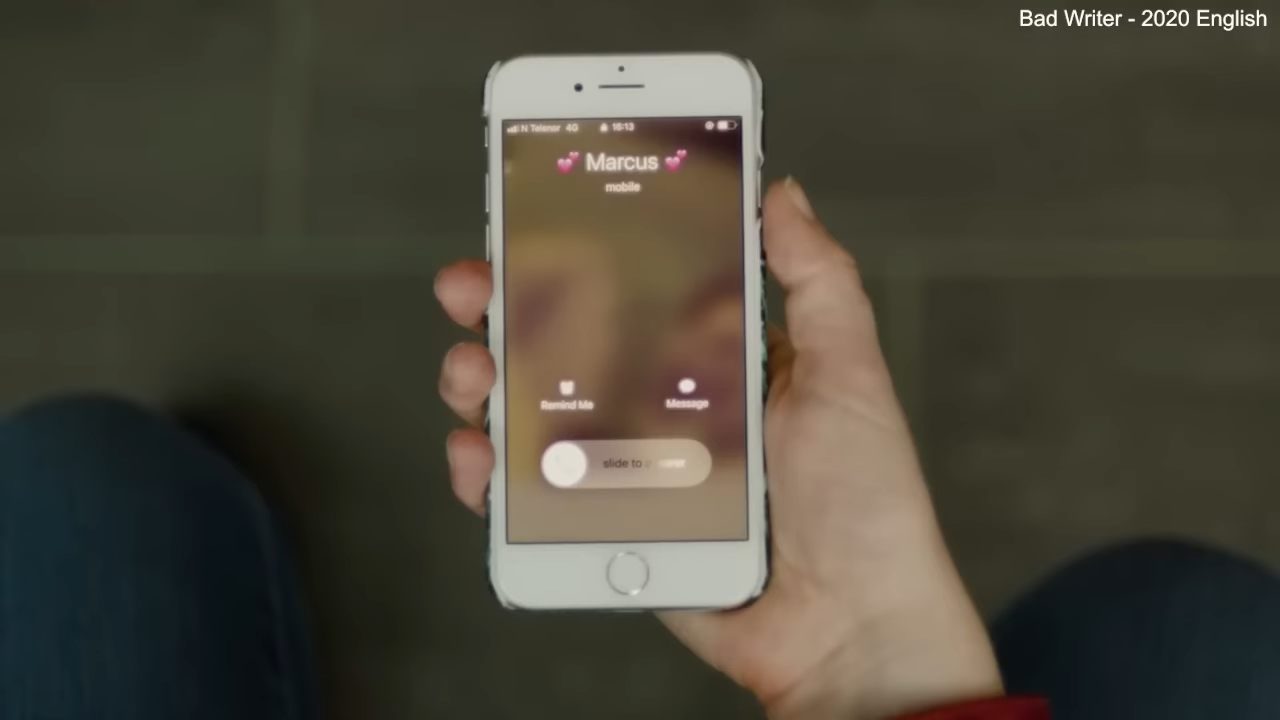 Bad Writer - 2020 English
N Telenor 4G 16:13
💕 Marcus 💕
mobile
Remind Me
Message
slide to